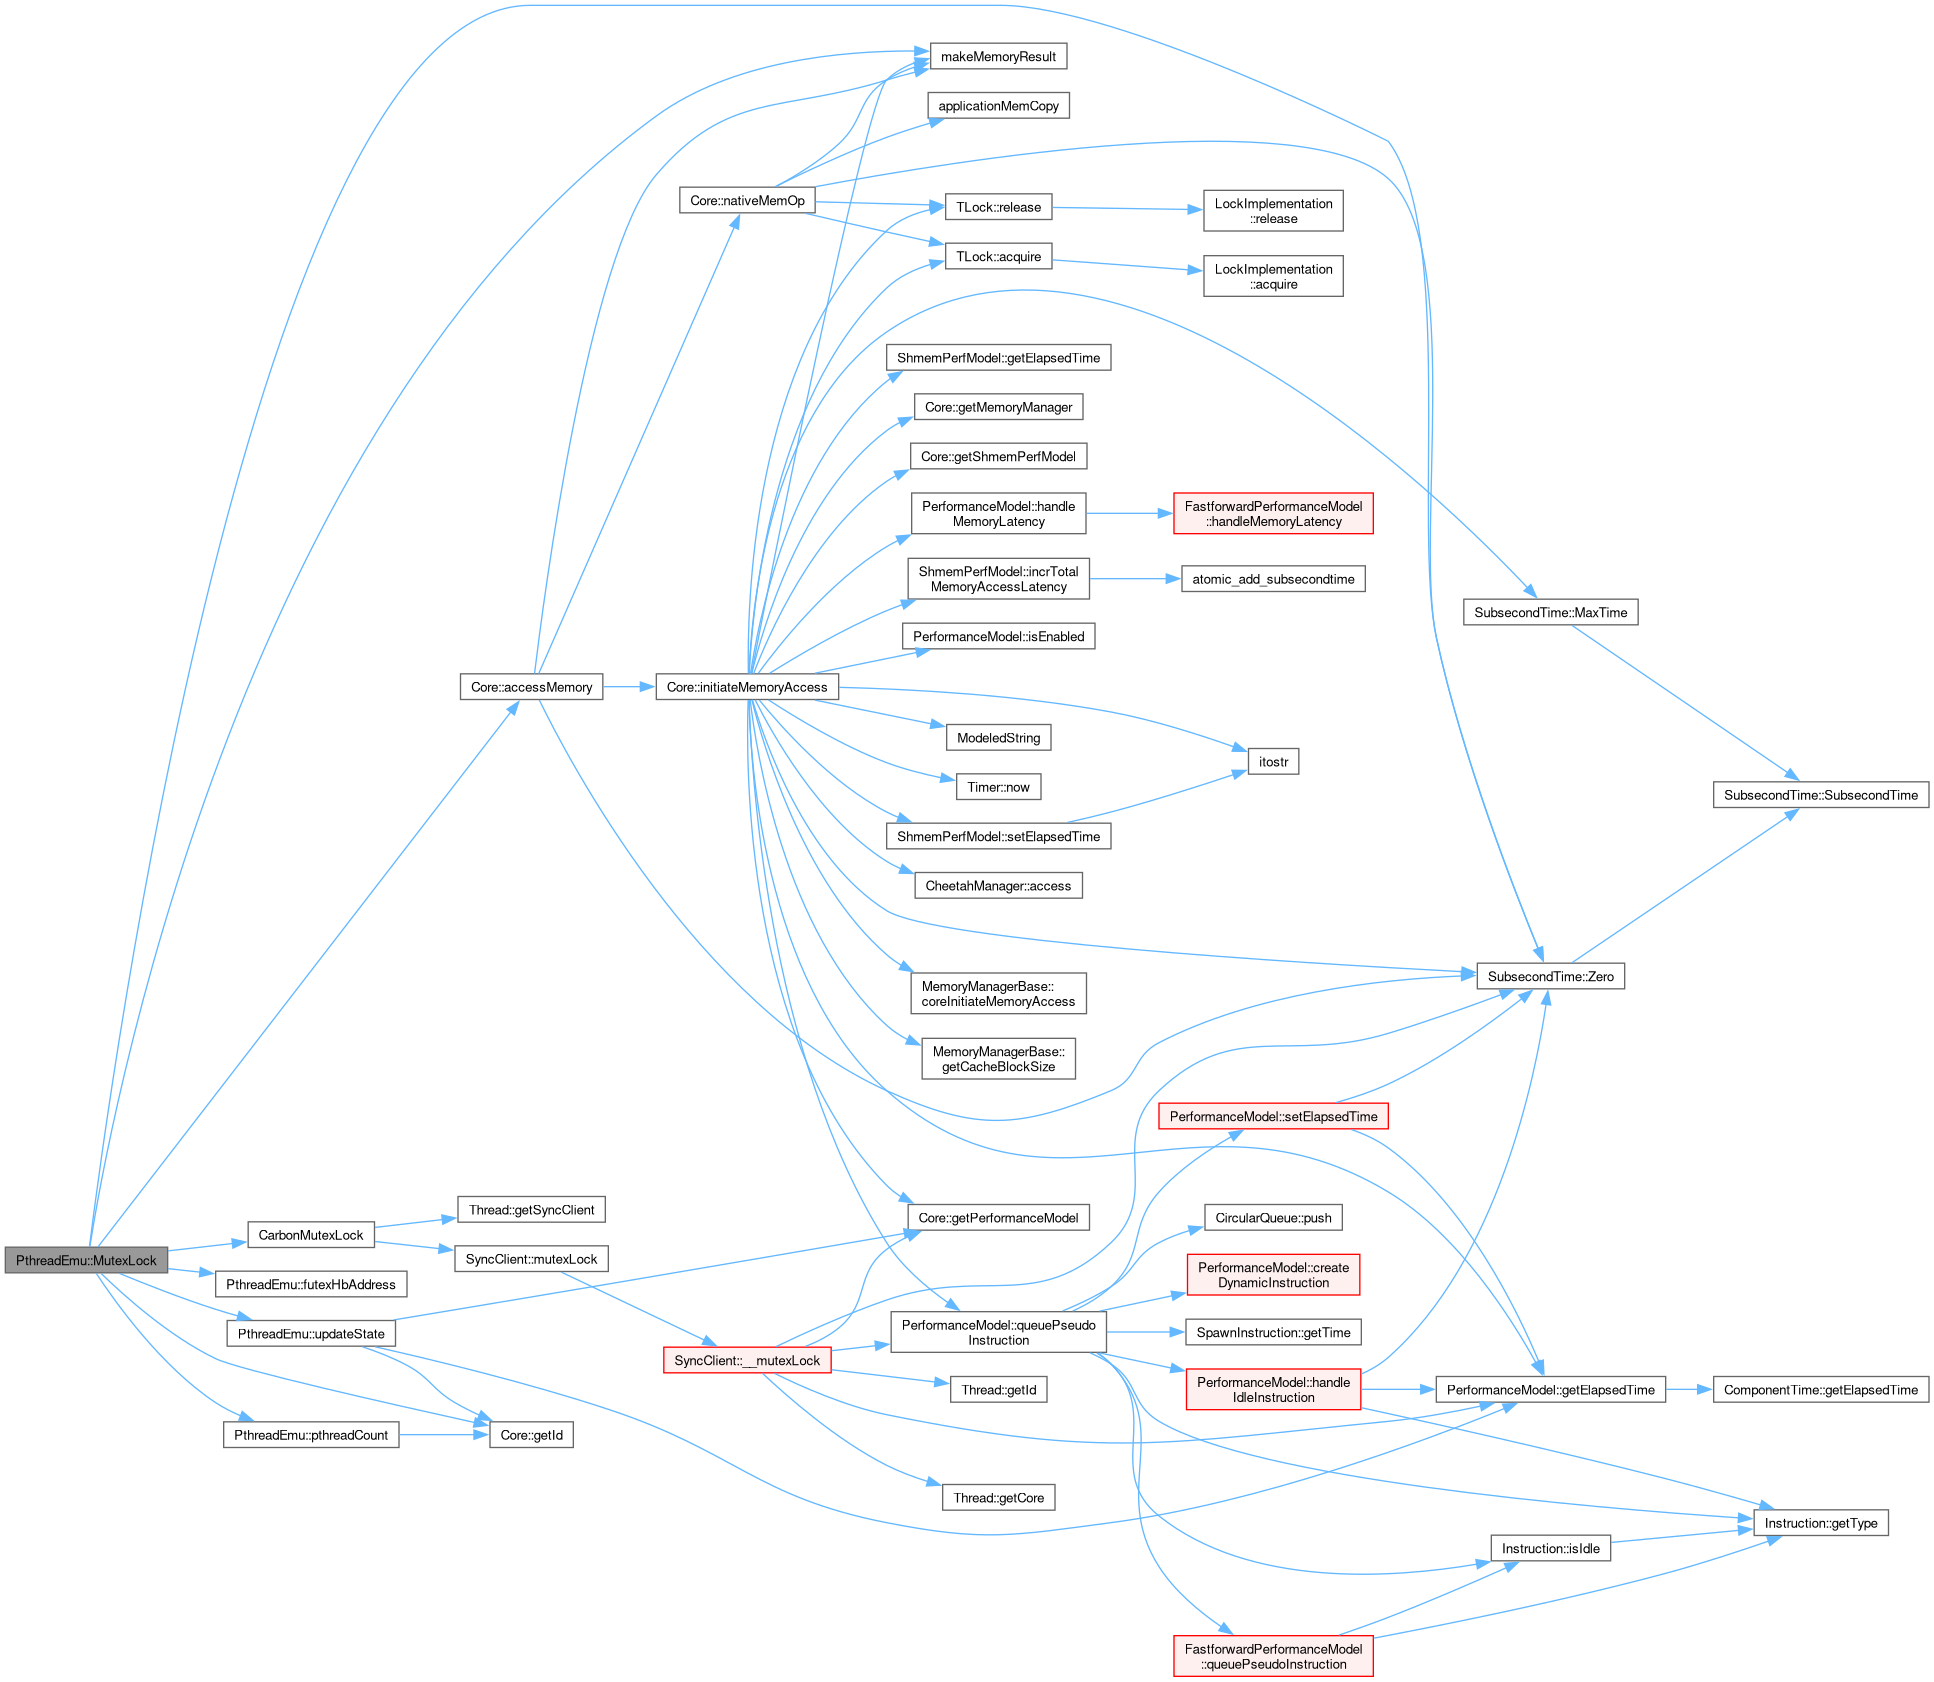 makeMemoryResult
applicationMemCopy
Core::nativeMemOp
TLock::release
LockImplementation
::release
TLock::acquire
LockImplementation
::acquire
ShmemPerfModel::getElapsedTime
Core::getMemoryManager
Core::getShmemPerfModel
PerformanceModel::handle
MemoryLatency
FastforwardPerformanceModel
::handleMemoryLatency
ShmemPerfModel::incrTotal
MemoryAccessLatency
atomic_add_subsecondtime
SubsecondTime::MaxTime
PerformanceModel::isEnabled
Core::accessMemory
Core::initiateMemoryAccess
ModeledString
itostr
Timer::now
SubsecondTime::SubsecondTime
ShmemPerfModel::setElapsedTime
CheetahManager::access
SubsecondTime::Zero
MemoryManagerBase::
coreInitiateMemoryAccess
MemoryManagerBase::
getCacheBlockSize
PerformanceModel::setElapsedTime
Thread::getSyncClient
Core::getPerformanceModel
CircularQueue::push
CarbonMutexLock
SyncClient::mutexLock
PthreadEmu::MutexLock
PthreadEmu::futexHbAddress
PerformanceModel::create
DynamicInstruction
PthreadEmu::updateState
PerformanceModel::queuePseudo
Instruction
SpawnInstruction::getTime
SyncClient::__mutexLock
Thread::getId
PerformanceModel::handle
IdleInstruction
PerformanceModel::getElapsedTime
ComponentTime::getElapsedTime
PthreadEmu::pthreadCount
Core::getId
Thread::getCore
Instruction::getType
Instruction::isIdle
FastforwardPerformanceModel
::queuePseudoInstruction